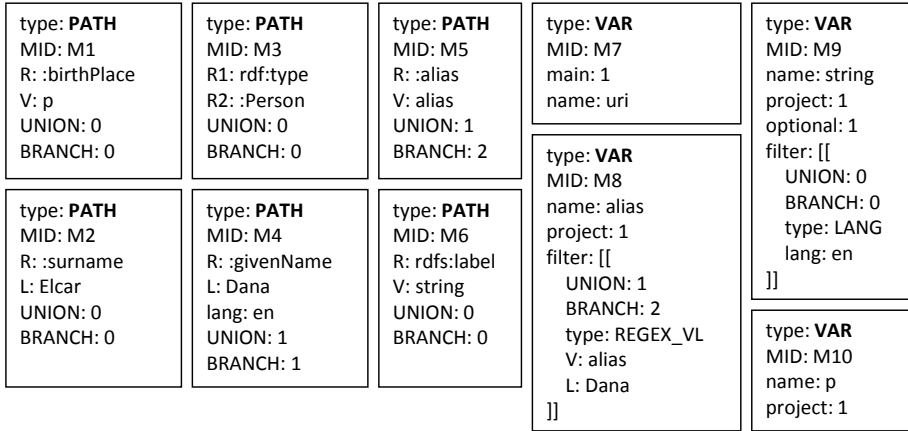 type: PATH
MID: M1
R: :birthPlace
V: p
UNION: 0
BRANCH: 0
type: PATH
MID: M2
R: :surname
L: Elcar
UNION: 0
BRANCH: 0
type: PATH
MID: M3
R1: rdf:type
R2: :Person
UNION: 0
BRANCH: 0
type: PATH
MID: M4
R: :givenName
L: Dana
lang: en
UNION: 1
BRANCH: 1
type: PATH
MID: M5
R: :alias
V: alias
UNION: 1
BRANCH: 2
type: PATH
MID: M6
R: rdfs:label
V: string
UNION: 0
BRANCH: 0
type: VAR
MID: M7
main: 1
name: uri
type: VAR
MID: M8
name: alias
project: 1
filter: [[
UNION: 1
BRANCH: 2
type: REGEX_VL
V: alias
L: Dana
]]
type: VAR
MID: M9
name: string
project: 1
optional: 1
filter: [[
UNION: 0
BRANCH: 0
type: LANG
lang: en
]]
type: VAR
MID: M10
name: p
project: 1